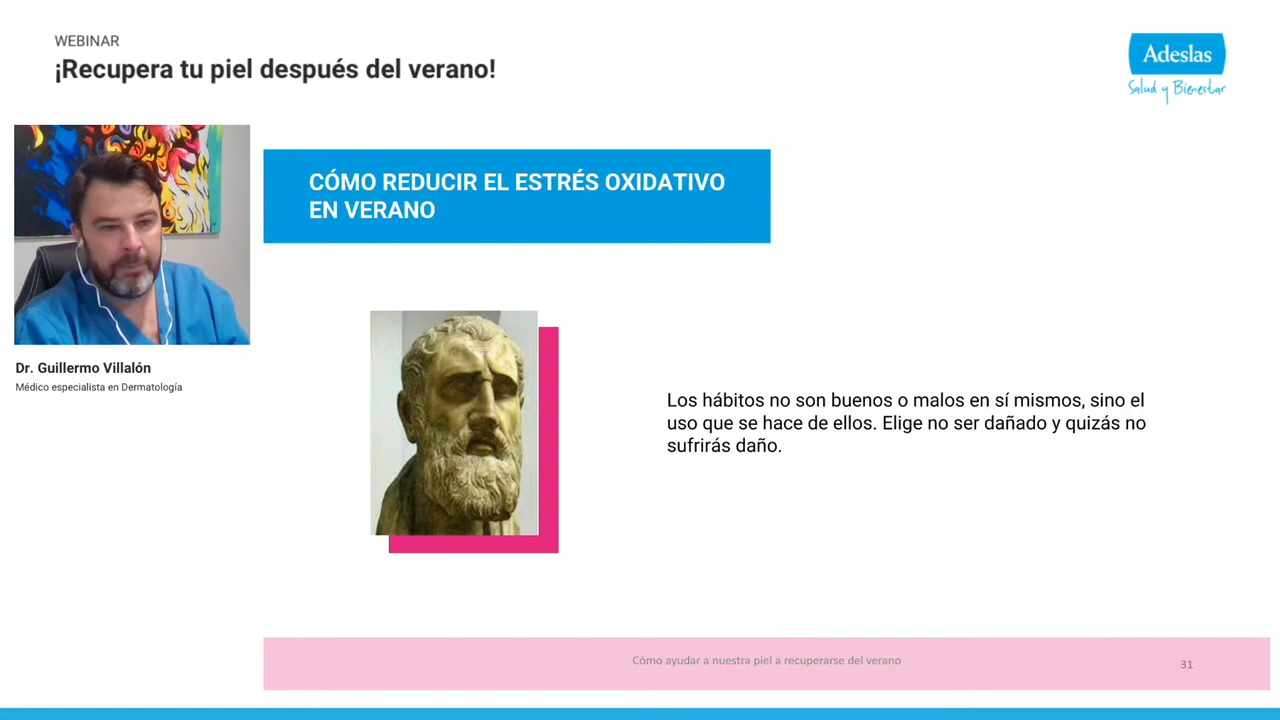 WEBINAR
¡Recupera tu piel después del verano!
Adeslas
Salud y Bienestar
CÓMO REDUCIR EL ESTRÉS OXIDATIVO
EN VERANO
Dr. Guillermo Villalón
Médico especialista en Dermatología
Los hábitos no son buenos o malos en sí mismos, sino el
uso que se hace de ellos. Elige no ser dañado y quizás no
sufrirás daño.
Cómo ayudar a nuestra piel a recuperarse del verano
31